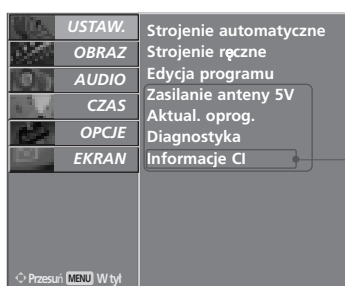 USTAW.
OBRAZ
AUDIO
CZAS
OPCJE
EKRAN
Strojenie automatyczne
Strojenie ręczne
Edycja programu
Zasilanie anteny 5V
Aktual. oprog.
Diagnostyka
Informacje CI
Przesuń MENU W tył